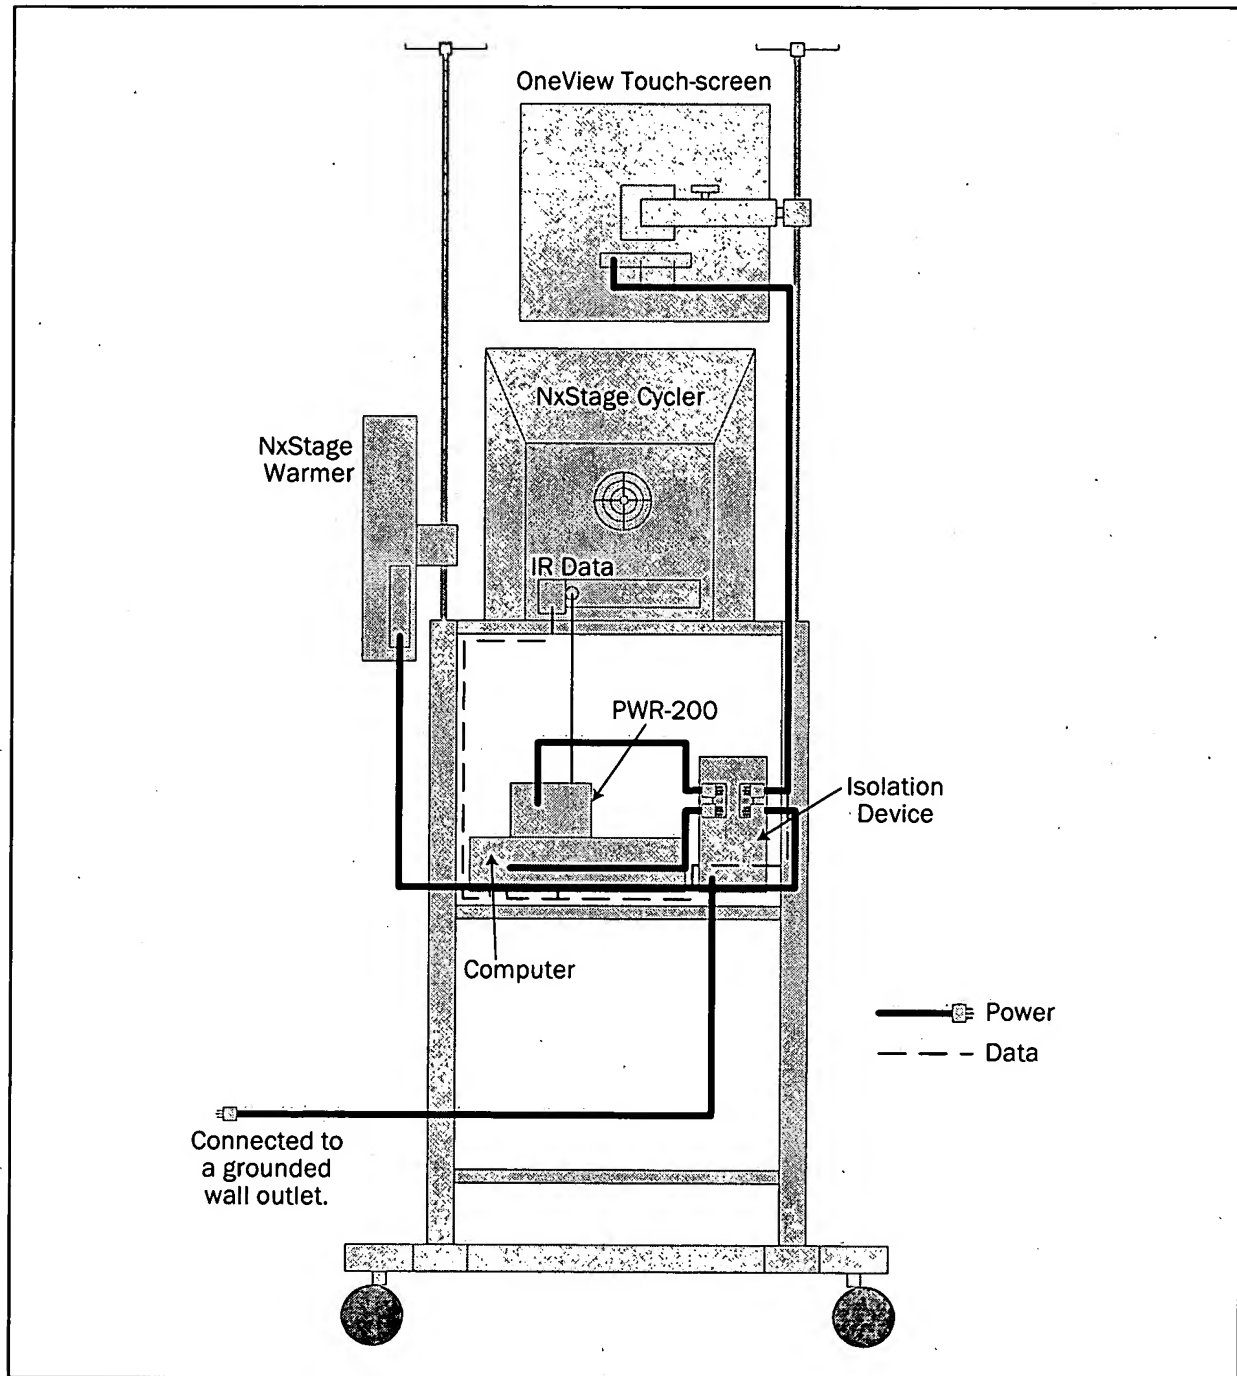 OneView Touch-screen
NxStage Cycler
NxStage
Warmer
IR Data
PWR-200
Isolation
Device
Computer
Power
Data
Connected to
a grounded
wall outlet.